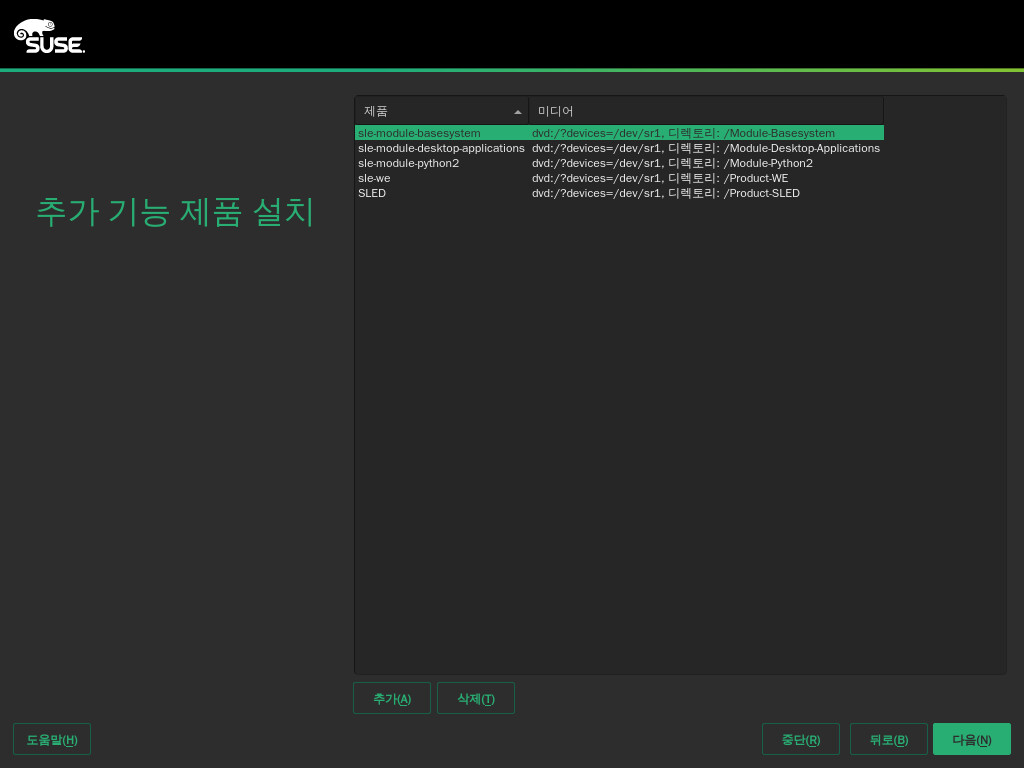 SUSE.
제품 미디어
sle-module-basesystem dvd:/?devices=/dev/sr1, 디렉토리: /Module-Basesystem
sle-module-desktop-applications dvd:/?devices=/dev/sr1, 디렉토리: /Module-Desktop-Applications
sle-module-python2 dvd:/?devices=/dev/sr1, 디렉토리: /Module-Python2
sle-we dvd:/?devices=/dev/sr1, 디렉토리: /Product-WE
SLED dvd:/?devices=/dev/sr1, 디렉토리: /Product-SLED
추가 기능 제품 설치
추가(A) 삭제(T)
도움말(H) 중단(R) 뒤로(B) 다음(N)